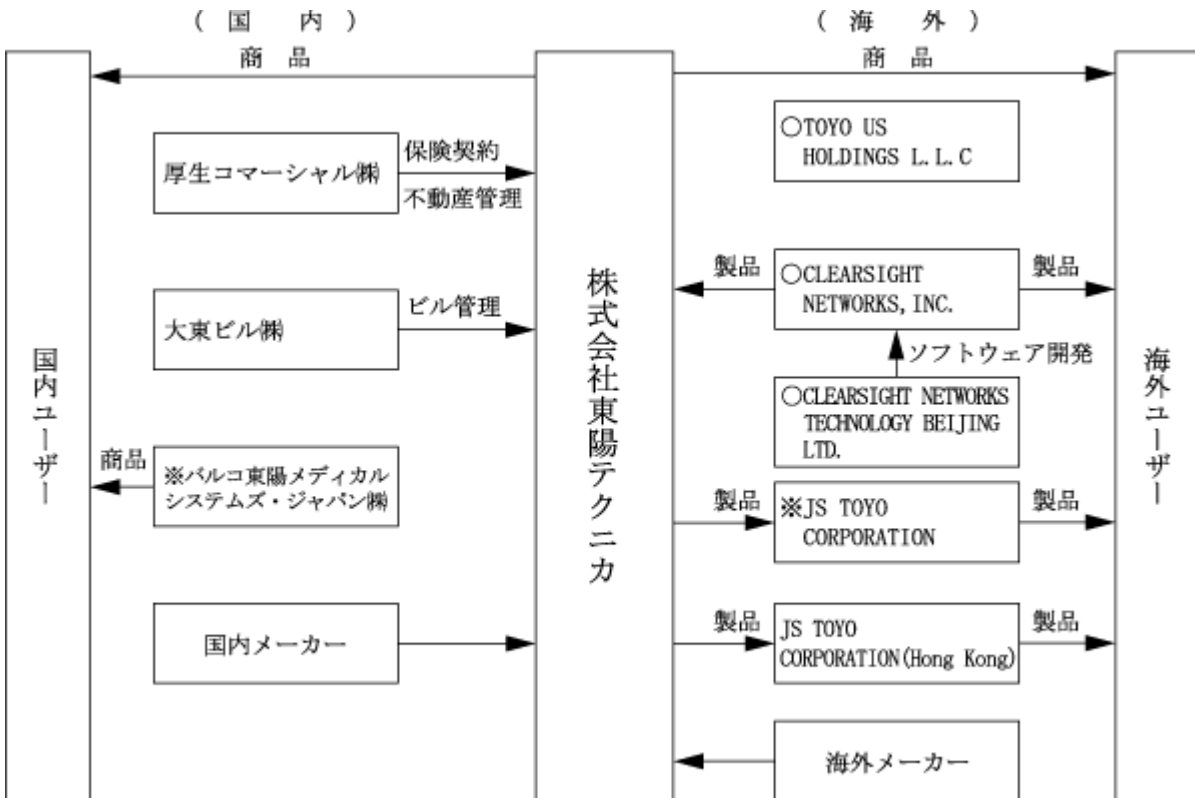 ( 国 内 )
( 海 外 )
商 品
商 品
国内ユーザー
厚生コマーシャル㈱
保険契約
不動産管理
大東ビル㈱
ビル管理
商品
※バルコ東陽メディカル
システムズ・ジャパン㈱
国内メーカー
株式会社東陽テクニカ
○TOYO US
HOLDINGS L.L.C
製品
○CLEARSIGHT
NETWORKS,INC.
製品
ソフトウェア開発
○CLEARSIGHT NETWORKS
TECHNOLOGY BEIJING
LTD.
製品
※JS TOYO
CORPORATION
製品
製品
JS TOYO
CORPORATION(Hong Kong)
製品
海外メーカー
海外ユーザー